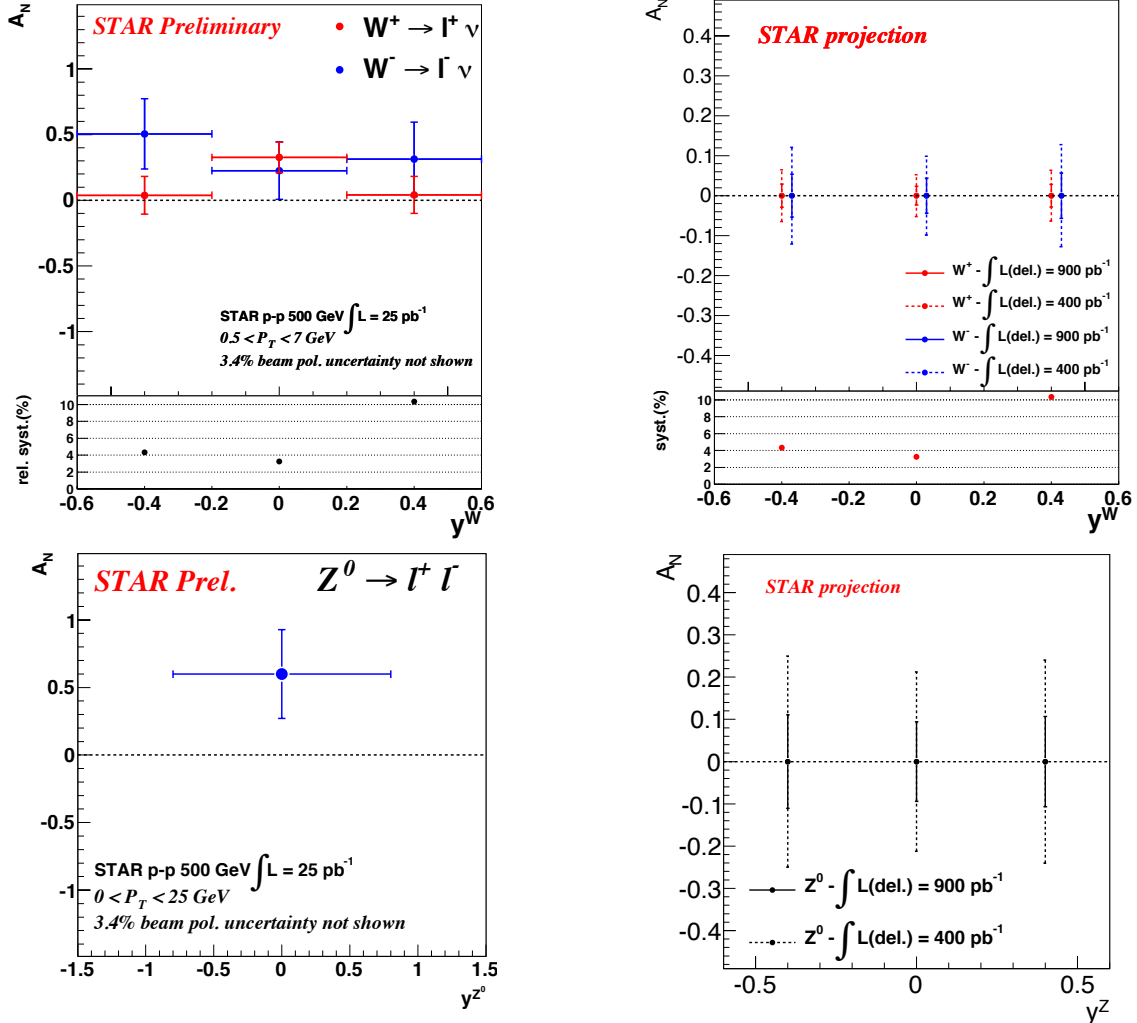 A_N
STAR Preliminary
W⁺ → l⁺ ν
W⁻ → l⁻ ν
1
0.5
0
-0.5
-1
STAR p-p 500 GeV ∫L = 25 pb⁻¹
0.5 < P_T < 7 GeV
3.4% beam pol. uncertainty not shown
rel. syst.(%)
10
8
6
4
2
0
-0.6 -0.4 -0.2 0 0.2 0.4 0.6
y^W
A_N
STAR projection
0.4
0.3
0.2
0.1
0
-0.1
-0.2
-0.3
-0.4
W⁺ - ∫ L(del.) = 900 pb⁻¹
W⁺ - ∫ L(del.) = 400 pb⁻¹
W⁻ - ∫ L(del.) = 900 pb⁻¹
W⁻ - ∫ L(del.) = 400 pb⁻¹
syst.(%)
10
8
6
4
2
0
-0.6 -0.4 -0.2 0 0.2 0.4 0.6
y^W
A_N
STAR Prel.
Z⁰ → l⁺ l⁻
1
0.5
0
-0.5
-1
STAR p-p 500 GeV ∫L = 25 pb⁻¹
0 < P_T < 25 GeV
3.4% beam pol. uncertainty not shown
-1.5 -1 -0.5 0 0.5 1 1.5
y^Z⁰
A_N
STAR projection
0.4
0.3
0.2
0.1
0
-0.1
-0.2
-0.3
-0.4
Z⁰ - ∫ L(del.) = 900 pb⁻¹
Z⁰ - ∫ L(del.) = 400 pb⁻¹
-0.5 0 0.5
y^Z